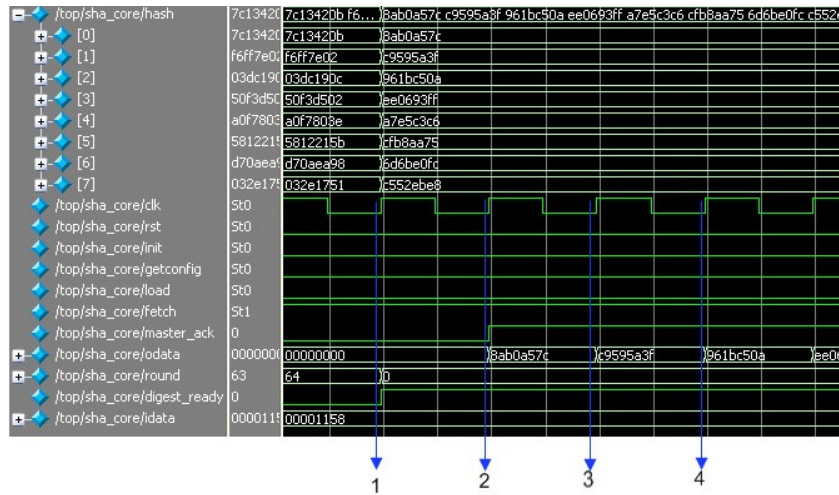 /top/sha_core/hash 7c13420 7c13420b f6... 8ab0a57c c9595a3f 961bc50a ee0693ff a7e5c3c6 cfb8aa75 6d6be0fc c552e
[0] 7c13420 7c13420b 8ab0a57c
[1] f6ff7e02 f6ff7e02 c9595a3f
[2] 03dc190 03dc190c 961bc50a
[3] 50f3d50 50f3d502 ee0693ff
[4] a0f7803 a0f7803e a7e5c3c6
[5] 5812215 5812215b cfb8aa75
[6] d70aea9 d70aea98 6d6be0fc
[7] 032e175 032e1751 c552ebe8
/top/sha_core/clk St0
/top/sha_core/rst St0
/top/sha_core/init St0
/top/sha_core/getconfig St0
/top/sha_core/load St0
/top/sha_core/fetch St1
/top/sha_core/master_ack 0
/top/sha_core/odata 0000000 00000000 8ab0a57c c9595a3f 961bc50a ee0
/top/sha_core/round 63 64 0
/top/sha_core/digest_ready 0
/top/sha_core/idata 0000115 00001158
1 2 3 4